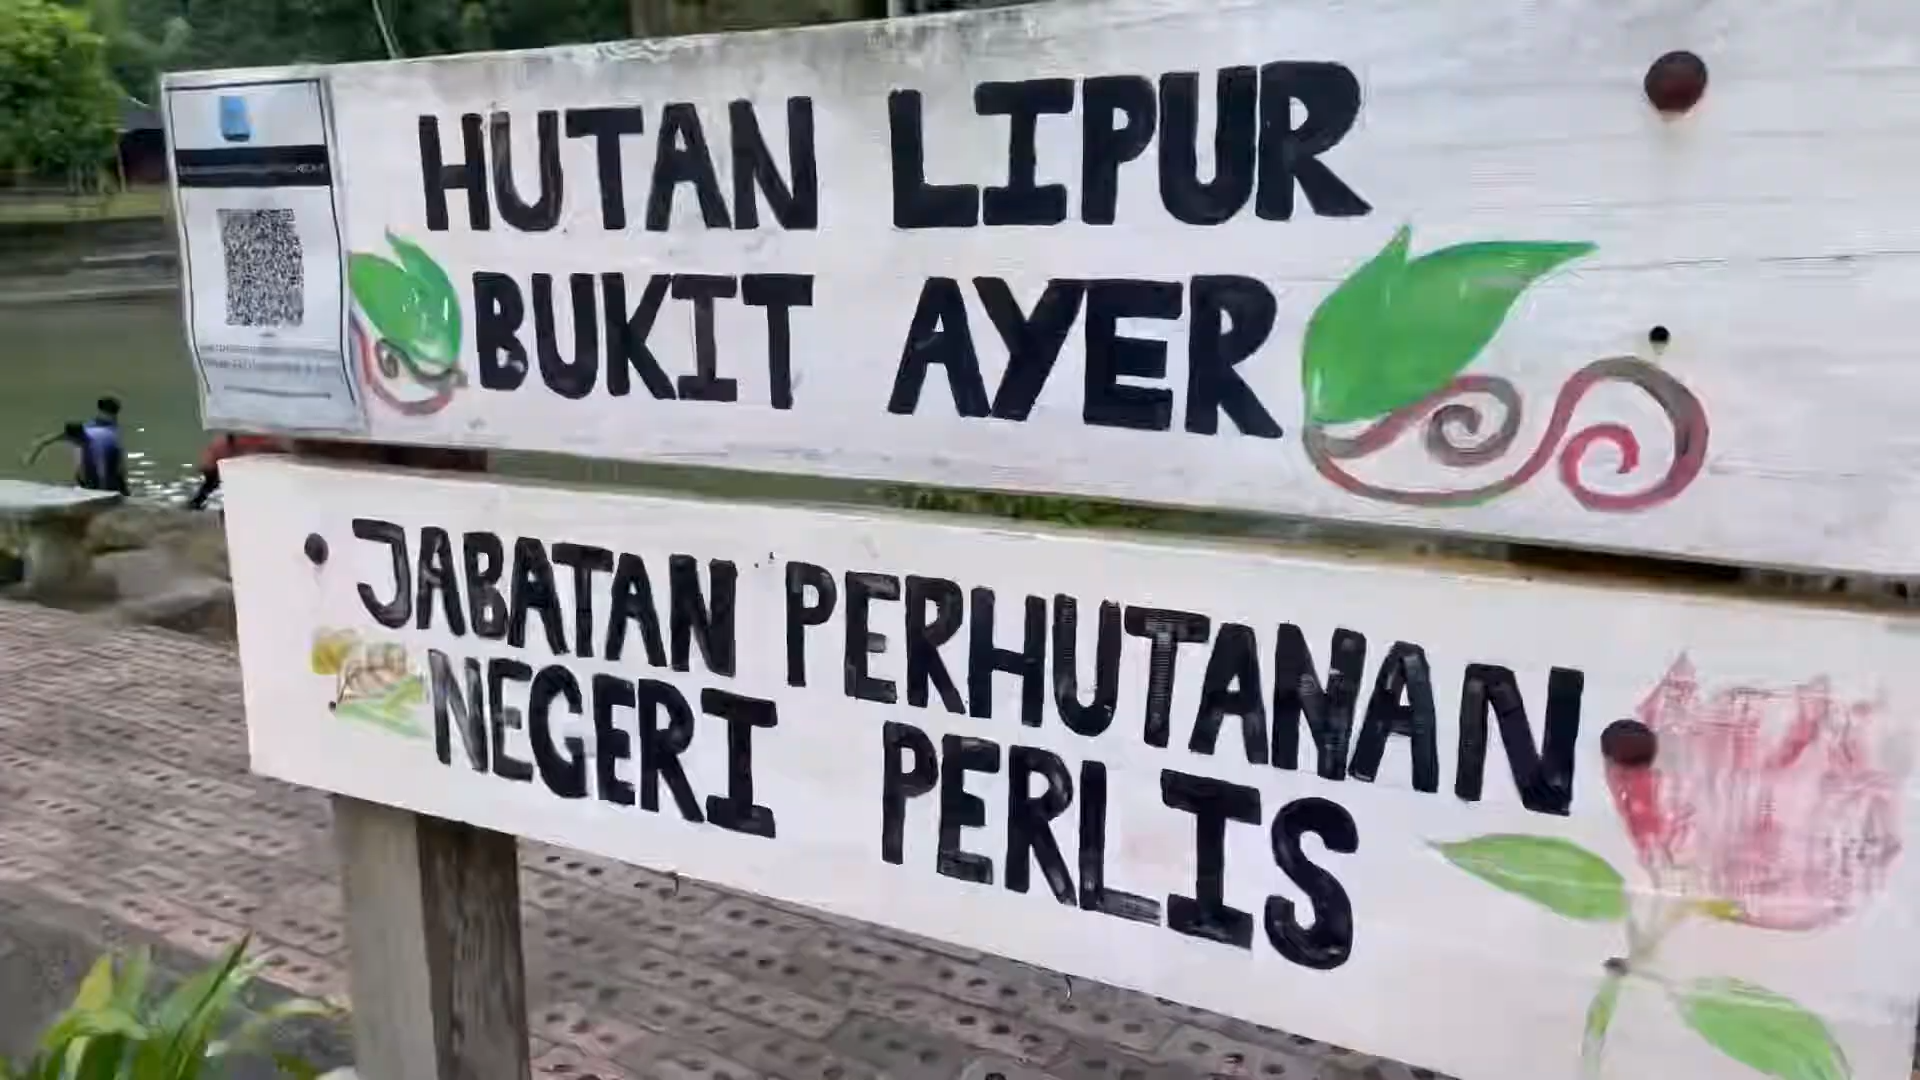 HUTAN LIPUR
BUKIT AYER
JABATAN PERHUTANAN
NEGERI PERLIS